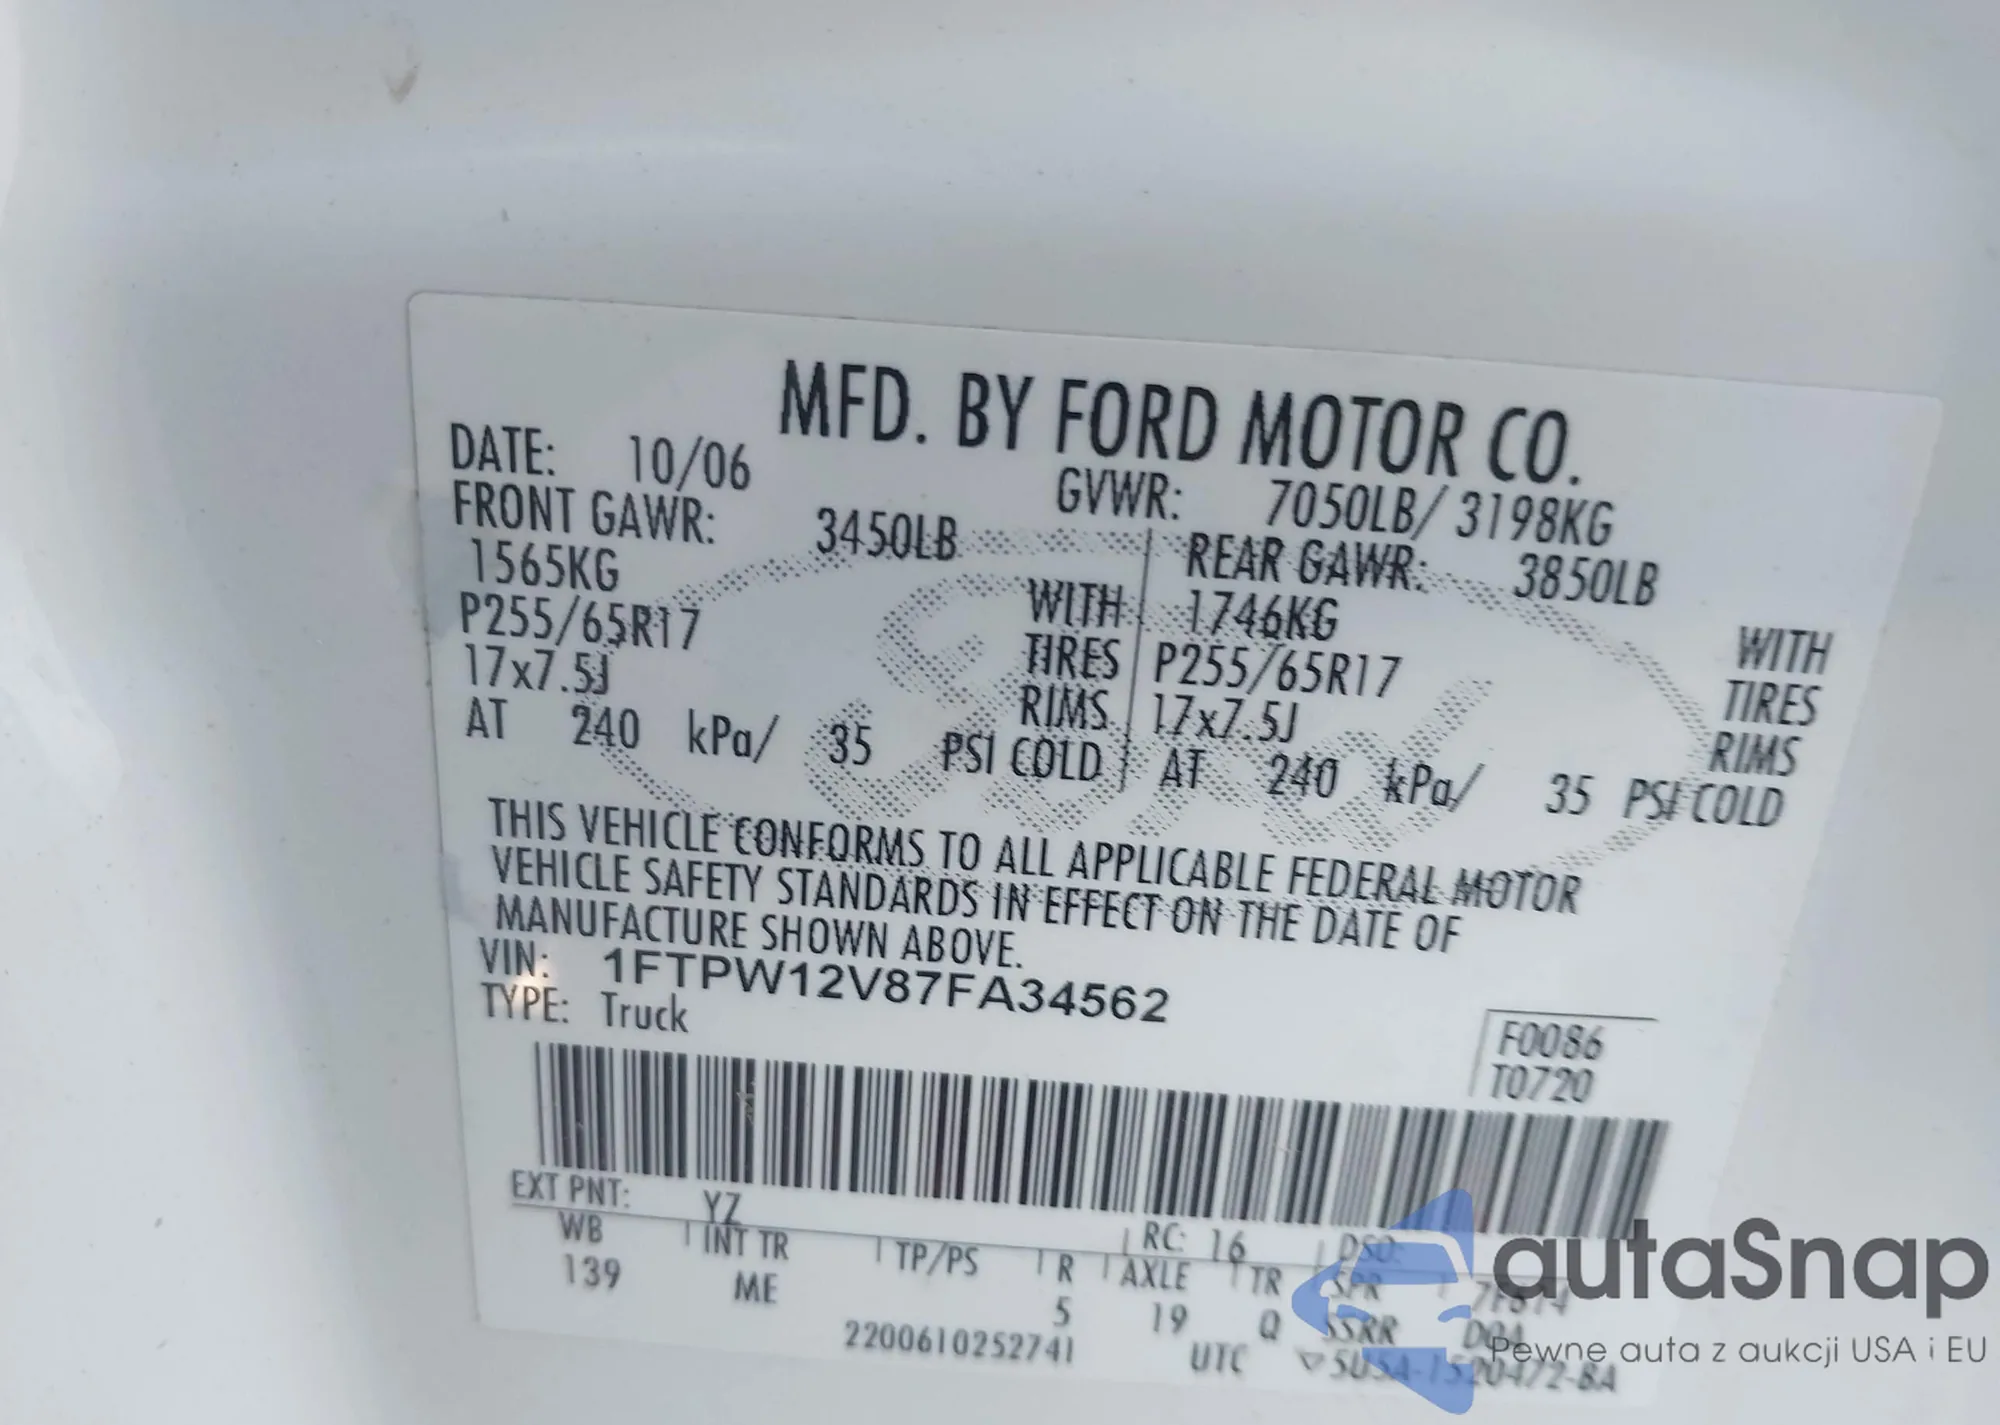 MFD. BY FORD MOTOR CO.
DATE: 10/06 GVWR: 7050LB/ 3198KG
FRONT GAWR: 3450LB REAR GAWR: 3850LB
1565KG WITH 1746KG WITH
P255/65R17 TIRES P255/65R17 TIRES
17x7.5J RIMS 17x7.5J RIMS
AT 240 kPa/ 35 PSI COLD AT 240 kPa/ 35 PSI COLD
THIS VEHICLE CONFORMS TO ALL APPLICABLE FEDERAL MOTOR
VEHICLE SAFETY STANDARDS IN EFFECT ON THE DATE OF
MANUFACTURE SHOWN ABOVE.
VIN: 1FTPW12V87FA34562
TYPE: Truck
F0086
T0720
EXT PNT: YZ RC: 16 DSO:
WB INT TR TP/PS R AXLE TR SPR
139 ME 5 19 Q SSRR
2200610252741 UTC
Ford
autaSnap
Pewne auta z aukcji USA i EU